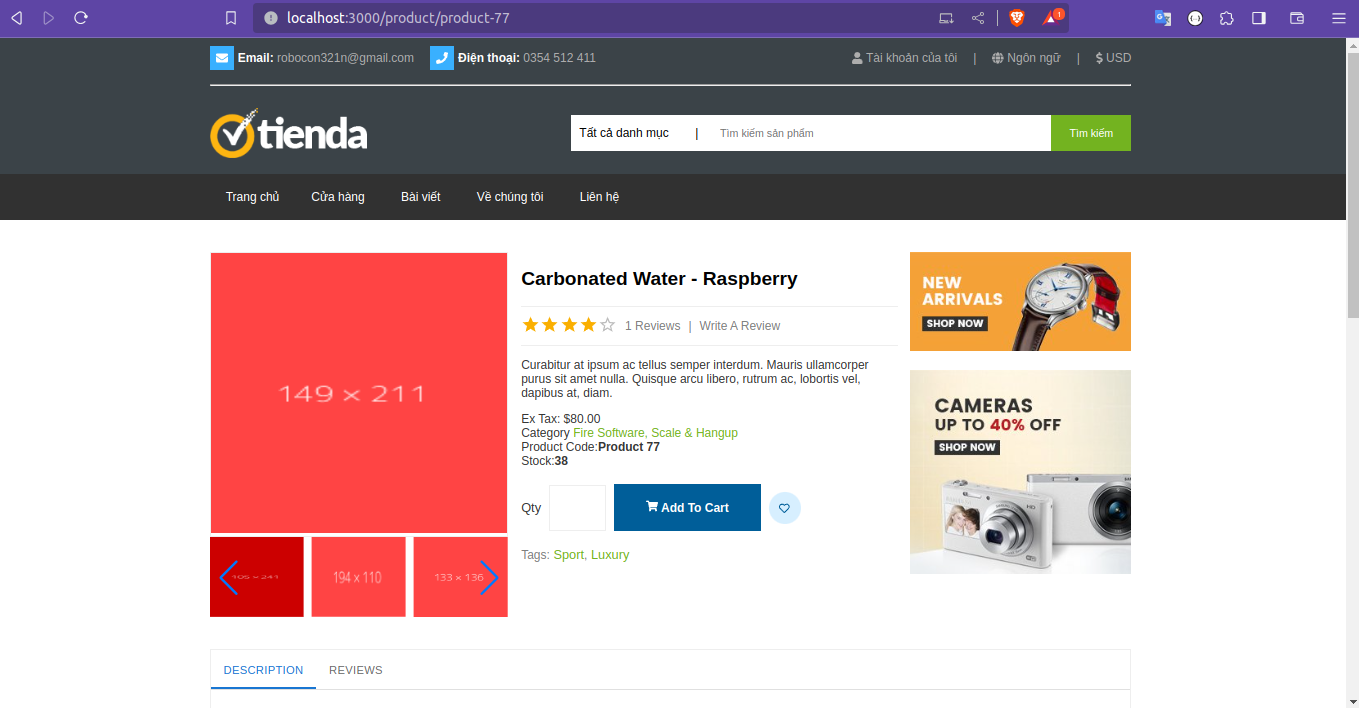 localhost:3000/product/product-77
1
Email: robocon321n@gmail.com Điện thoại: 0354 512 411 Tài khoản của tôi | Ngôn ngữ | $ USD
tienda
Tất cả danh mục | Tìm kiếm sản phẩm Tìm kiếm
Trang chủ Cửa hàng Bài viết Về chúng tôi Liên hệ
149 x 211
105 x 241
194 x 110
133 x 136
Carbonated Water - Raspberry
1 Reviews | Write A Review
Curabitur at ipsum ac tellus semper interdum. Mauris ullamcorper
purus sit amet nulla. Quisque arcu libero, rutrum ac, lobortis vel,
dapibus at, diam.
Ex Tax: $80.00
Category Fire Software, Scale & Hangup
Product Code:Product 77
Stock:38
Qty Add To Cart
Tags: Sport, Luxury
NEW
ARRIVALS
SHOP NOW
CAMERAS
UP TO 40% OFF
SHOP NOW
DESCRIPTION REVIEWS